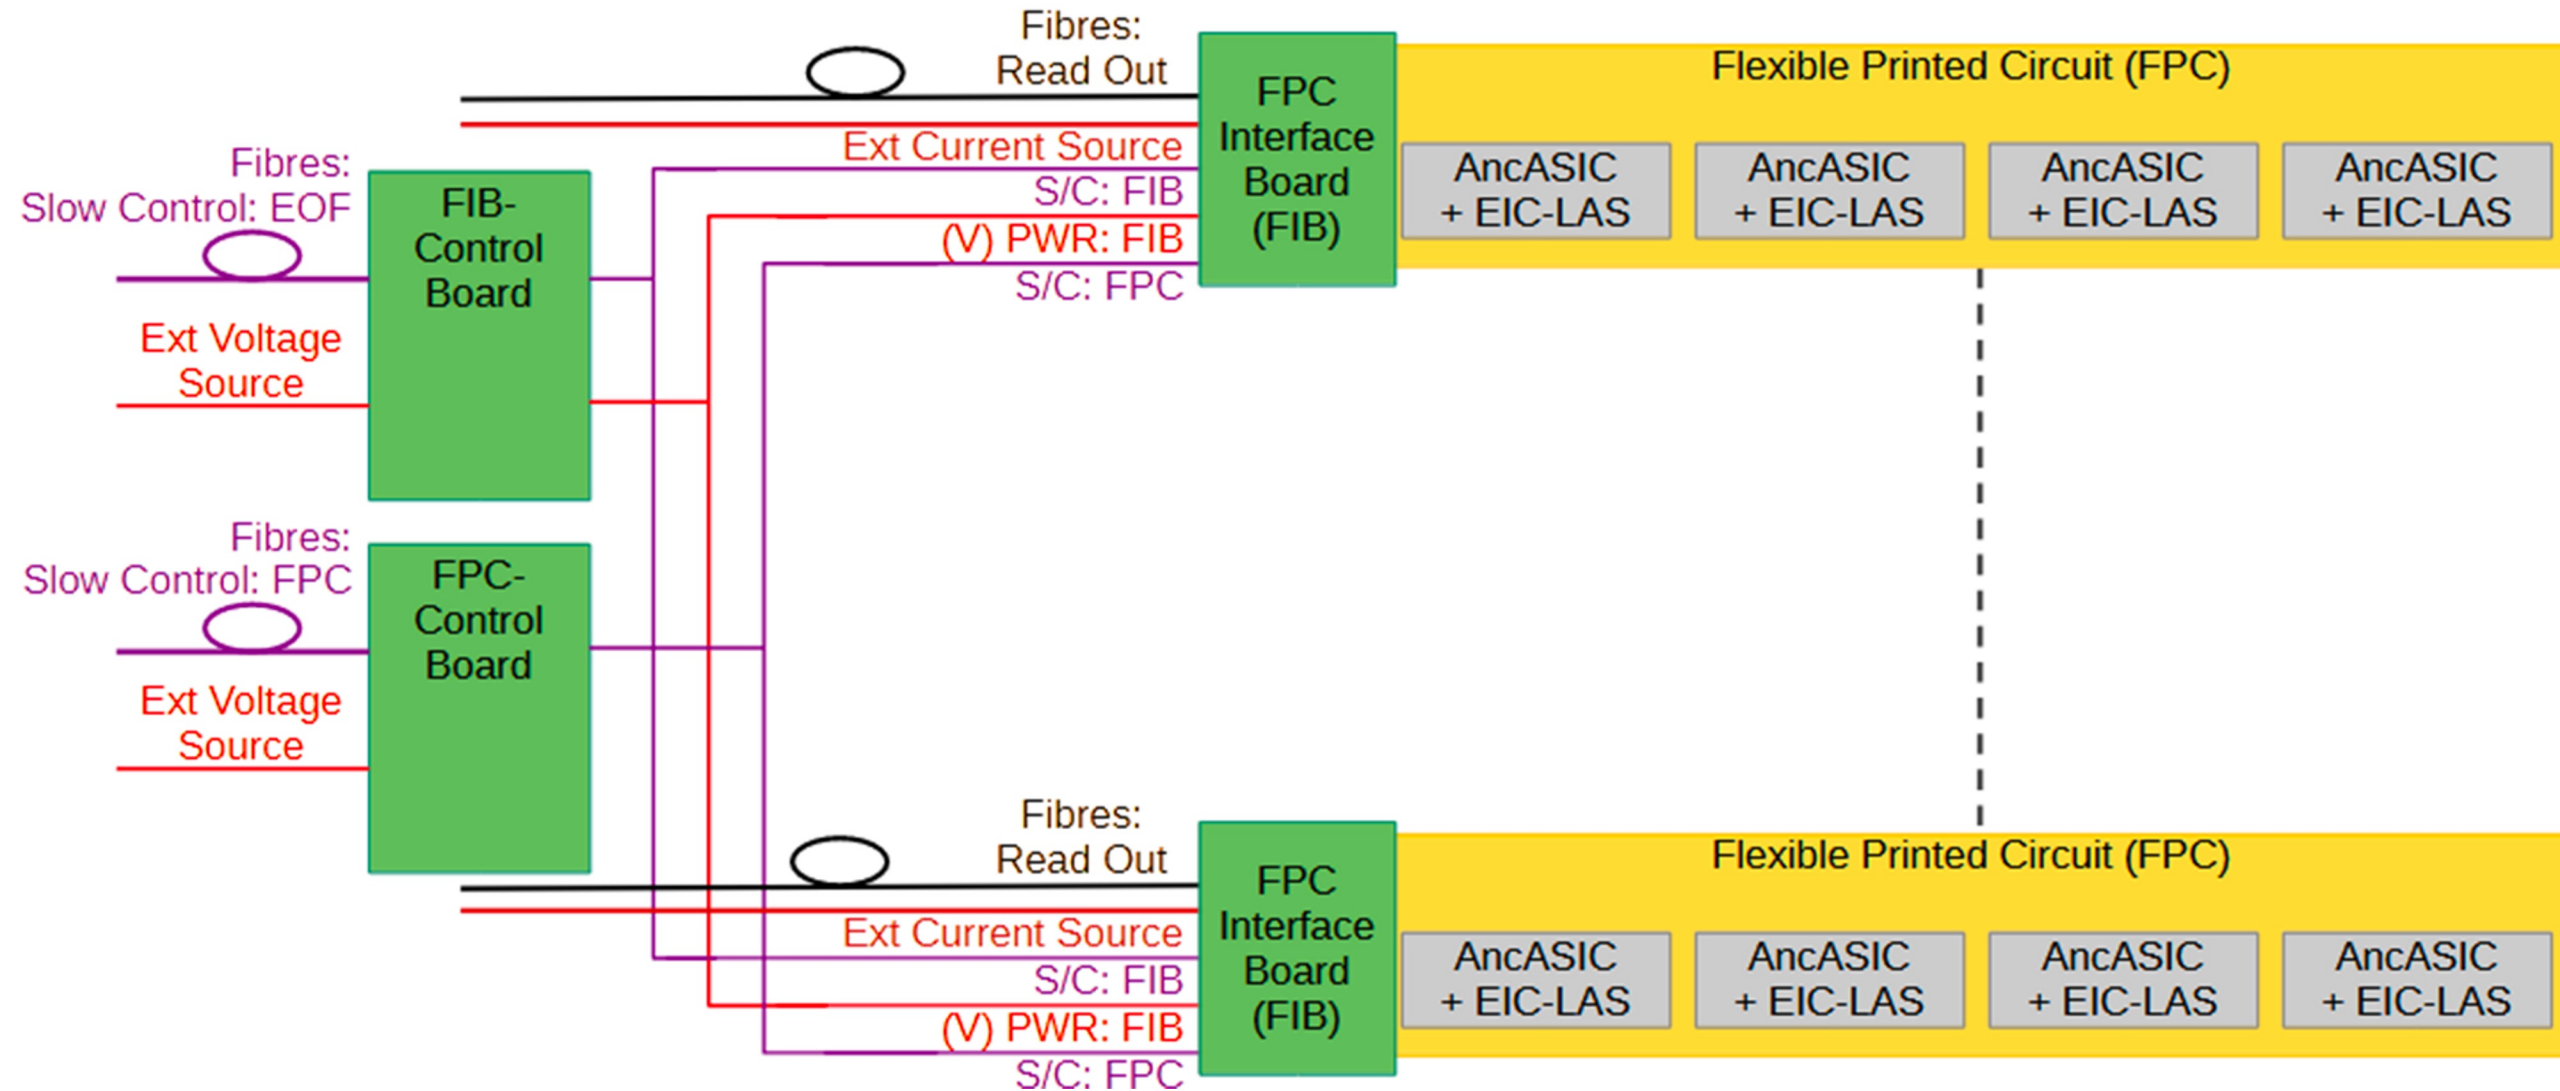 Fibres:
Read Out
Ext Current Source
S/C: FIB
(V) PWR: FIB
S/C: FPC
FPC
Interface
Board
(FIB)
Flexible Printed Circuit (FPC)
AncASIC
+ EIC-LAS
AncASIC
+ EIC-LAS
AncASIC
+ EIC-LAS
AncASIC
+ EIC-LAS
Fibres:
Slow Control: EOF
Ext Voltage
Source
FIB-
Control
Board
Fibres:
Slow Control: FPC
Ext Voltage
Source
FPC-
Control
Board
Fibres:
Read Out
Ext Current Source
S/C: FIB
(V) PWR: FIB
S/C: FPC
FPC
Interface
Board
(FIB)
Flexible Printed Circuit (FPC)
AncASIC
+ EIC-LAS
AncASIC
+ EIC-LAS
AncASIC
+ EIC-LAS
AncASIC
+ EIC-LAS